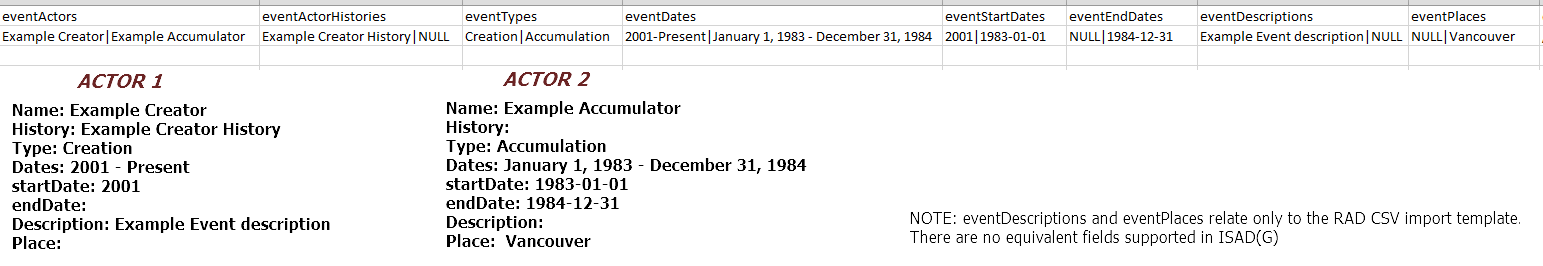 eventActors eventActorHistories eventTypes eventDates eventStartDates eventEndDates eventDescriptions eventPlaces
Example Creator|Example Accumulator Example Creator History|NULL Creation|Accumulation 2001-Present|January 1, 1983 - December 31, 1984 2001|1983-01-01 NULL|1984-12-31 Example Event description|NULL NULL|Vancouver
ACTOR 1
Name: Example Creator
History: Example Creator History
Type: Creation
Dates: 2001 - Present
startDate: 2001
endDate:
Description: Example Event description
Place:
ACTOR 2
Name: Example Accumulator
History:
Type: Accumulation
Dates: January 1, 1983 - December 31, 1984
startDate: 1983-01-01
endDate: 1984-12-31
Description:
Place: Vancouver
NOTE: eventDescriptions and eventPlaces relate only to the RAD CSV import template.
There are no equivalent fields supported in ISAD(G)